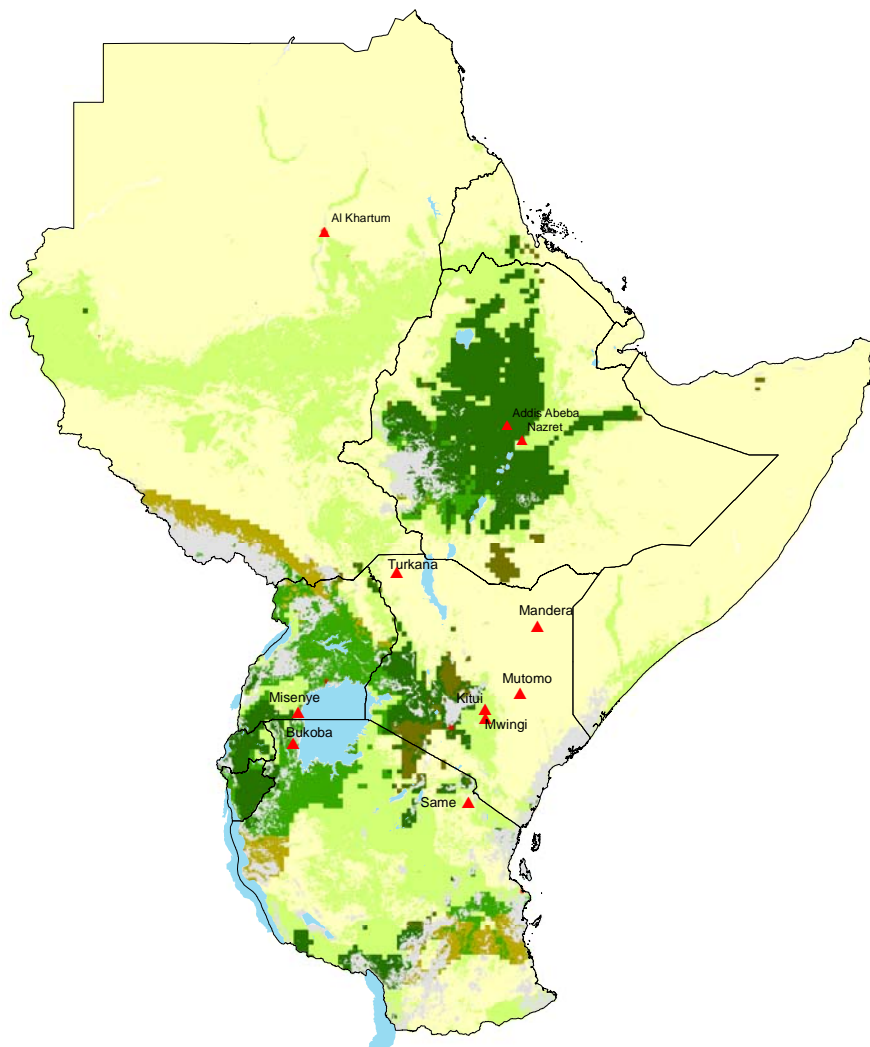 Al Khartum
Addis Abeba
Nazret
Turkana
Mandera
Mutomo
Kitui
Misenye
Mwingi
Bukoba
Same